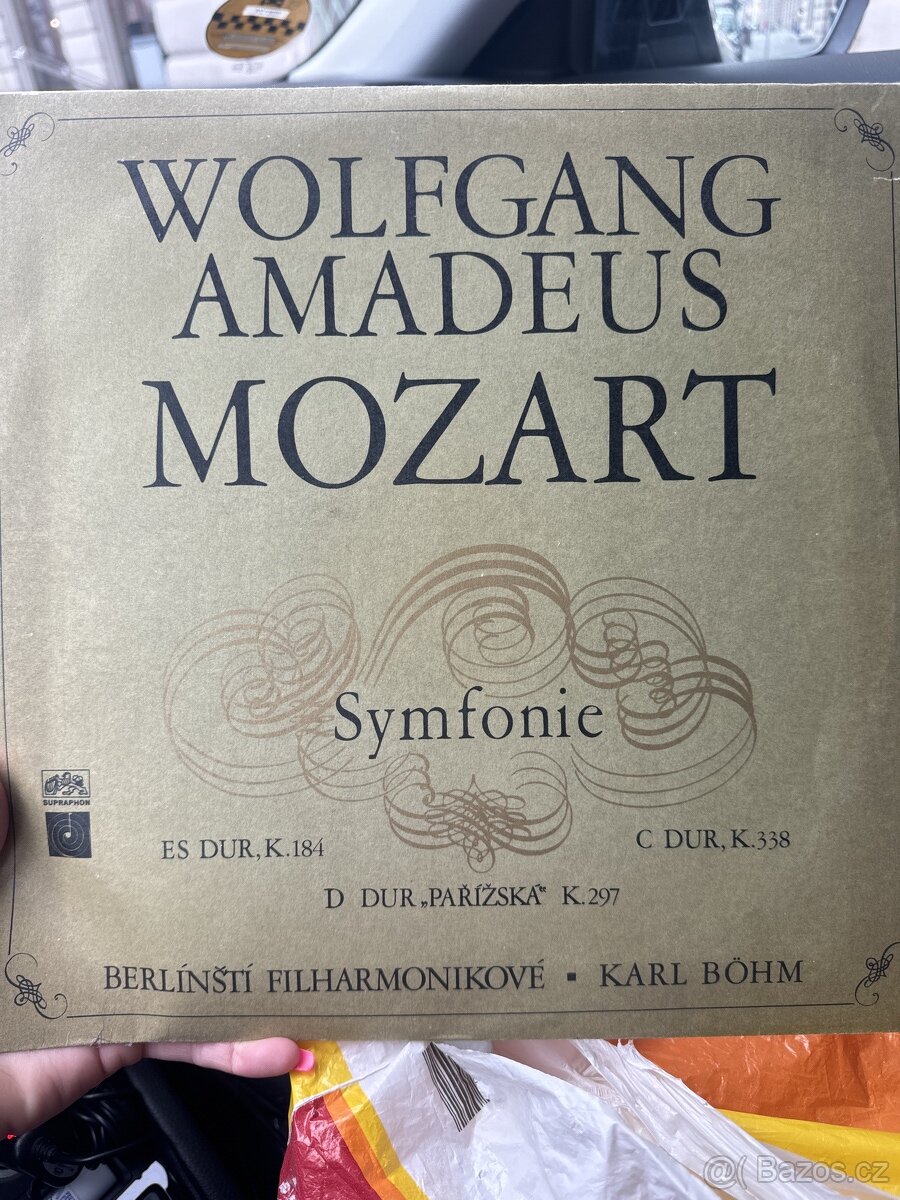 WOLFGANG
AMADEUS
MOZART
Symfonie
SUPRAPHON
ES DUR, K.184
C DUR, K.338
D DUR „PAŘÍŽSKÁ“ K.297
BERLÍNŠTÍ FILHARMONIKOVÉ ▪ KARL BÖHM
@( Bazos.cz